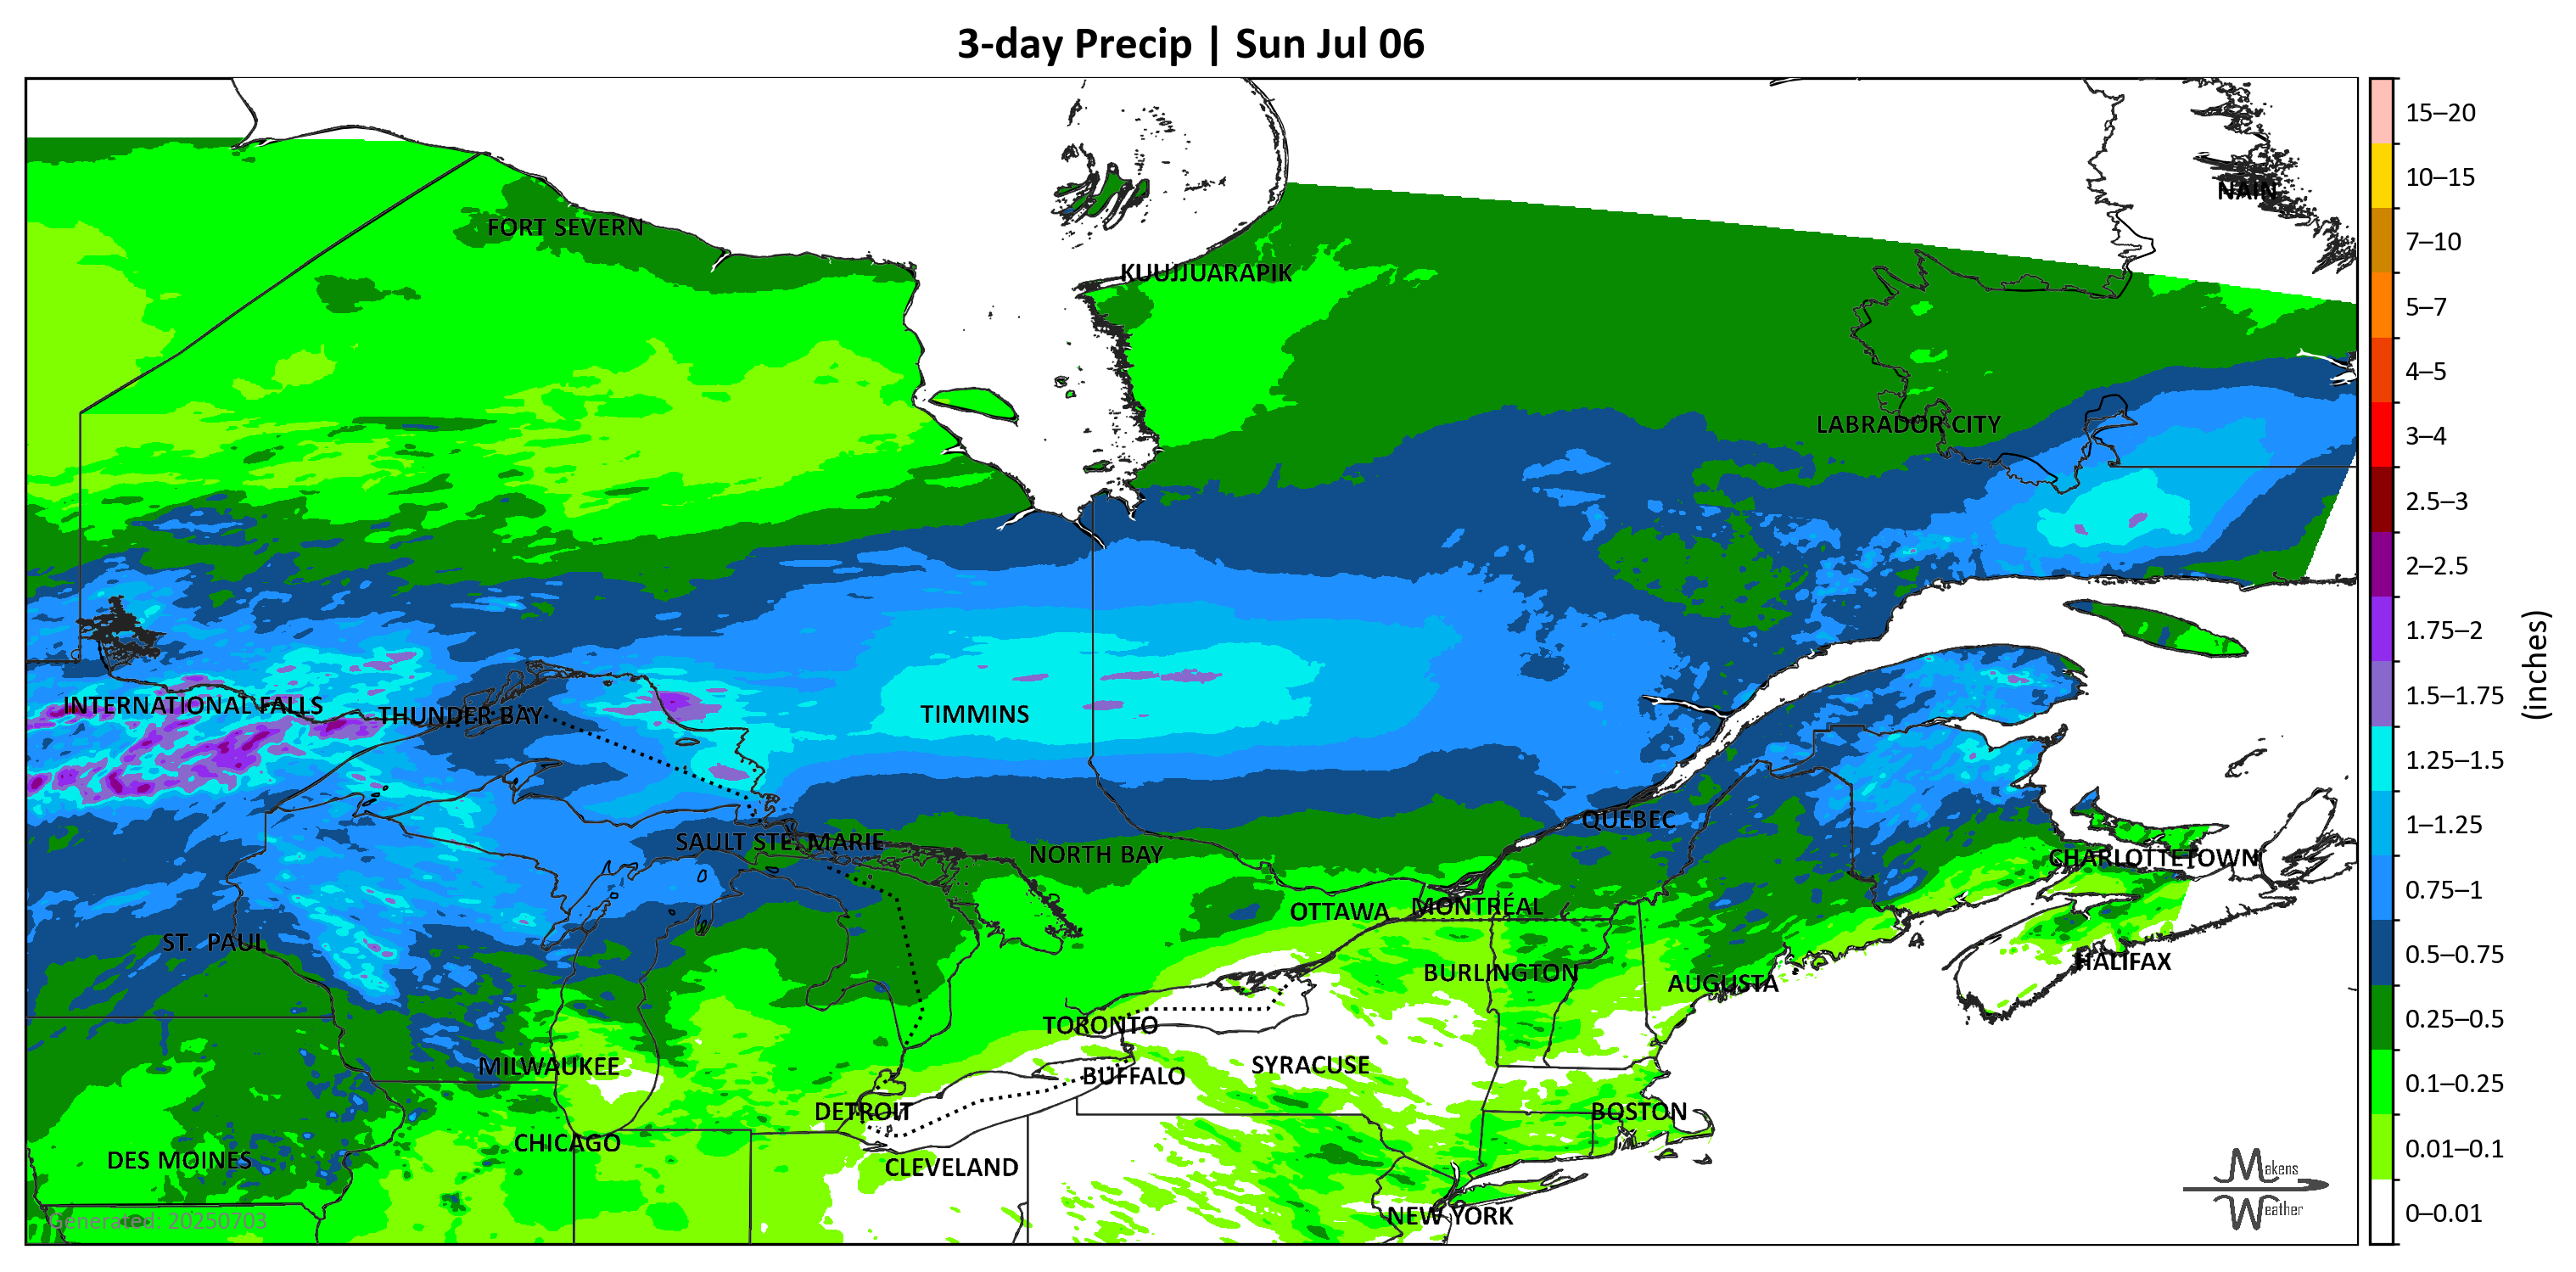 3-day Precip | Sun Jul 06
NAIN
FORT SEVERN
KUUJJUARAPIK
LABRADOR CITY
INTERNATIONAL FALLS
THUNDER BAY
TIMMINS
QUEBEC
SAULT STE. MARIE
NORTH BAY
CHARLOTTETOWN
OTTAWA
MONTRÉAL
ST.  PAUL
HALIFAX
BURLINGTON
AUGUSTA
TORONTO
MILWAUKEE
SYRACUSE
BUFFALO
DETROIT
BOSTON
CHICAGO
DES MOINES
CLEVELAND
NEW YORK
Generated: 20250703
Makens
Weather
15–20
10–15
7–10
5–7
4–5
3–4
2.5–3
2–2.5
1.75–2
1.5–1.75
1.25–1.5
1–1.25
0.75–1
0.5–0.75
0.25–0.5
0.1–0.25
0.01–0.1
0–0.01
(inches)